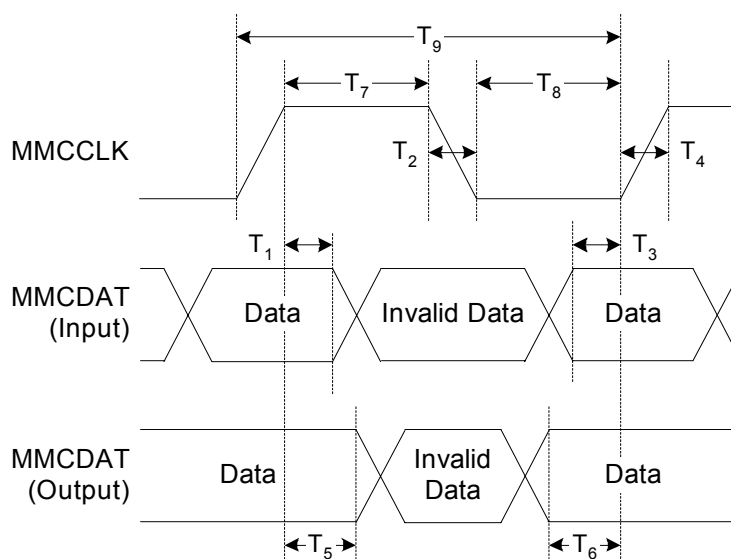 T₉
T₇
T₈
MMCCLK
T₂
T₄
T₁
T₃
MMCDAT
(Input)
Data
Invalid Data
Data
MMCDAT
(Output)
Data
Invalid
Data
Data
T₅
T₆